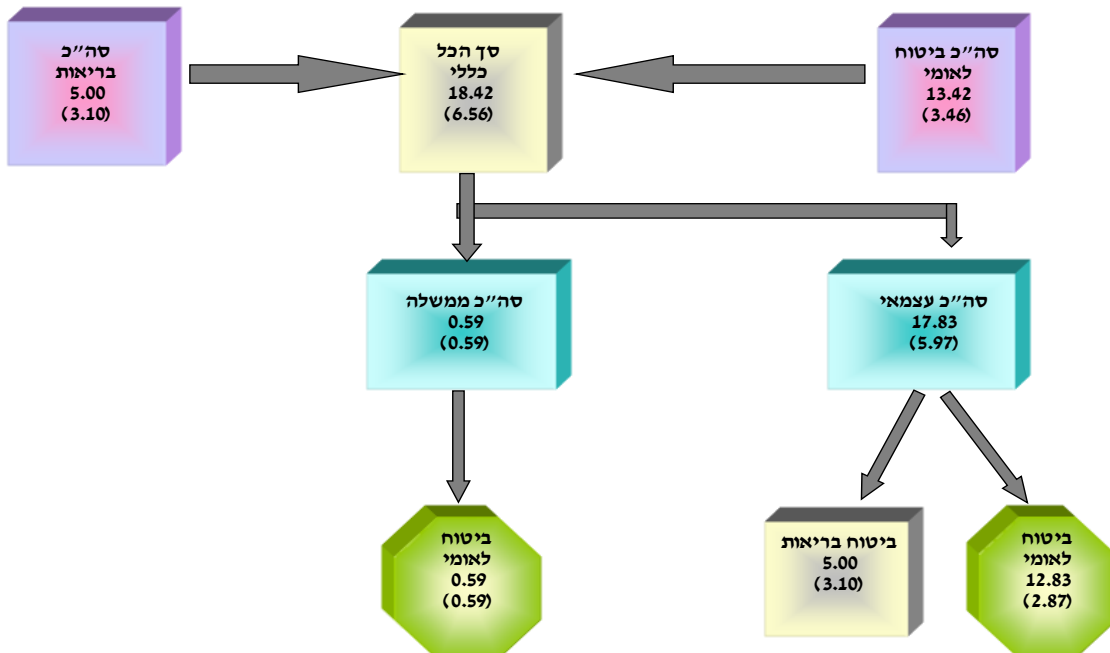 סה״כ ביטוח
לאומי
13.42
(3.46)
סך הכל
כללי
18.42
(6.56)
סה״כ
בריאות
5.00
(3.10)
סה״כ עצמאי
17.83
(5.97)
סה״כ ממשלה
0.59
(0.59)
ביטוח
לאומי
12.83
(2.87)
ביטוח בריאות
5.00
(3.10)
ביטוח
לאומי
0.59
(0.59)